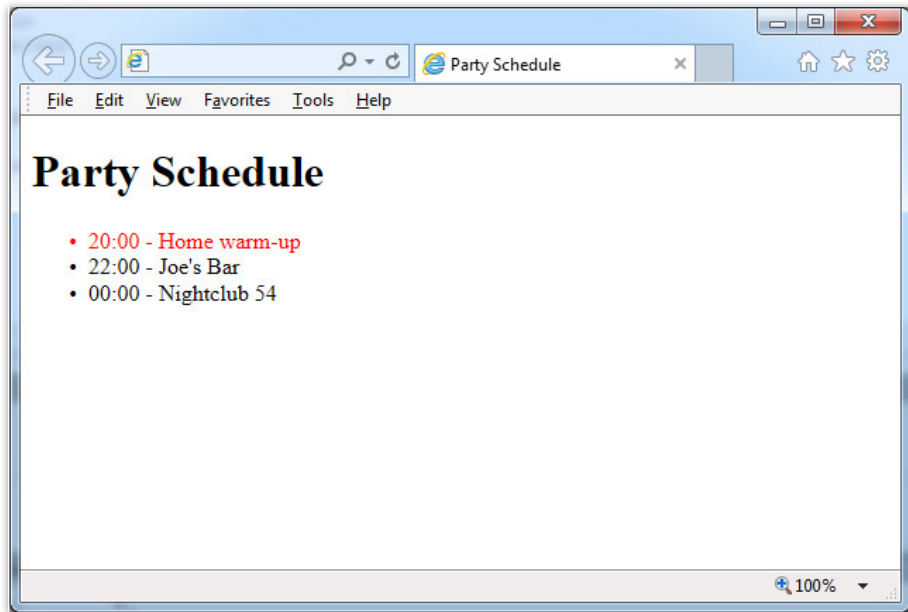 Party Schedule
File Edit View Favorites Tools Help
Party Schedule
• 20:00 - Home warm-up
• 22:00 - Joe's Bar
• 00:00 - Nightclub 54
100%